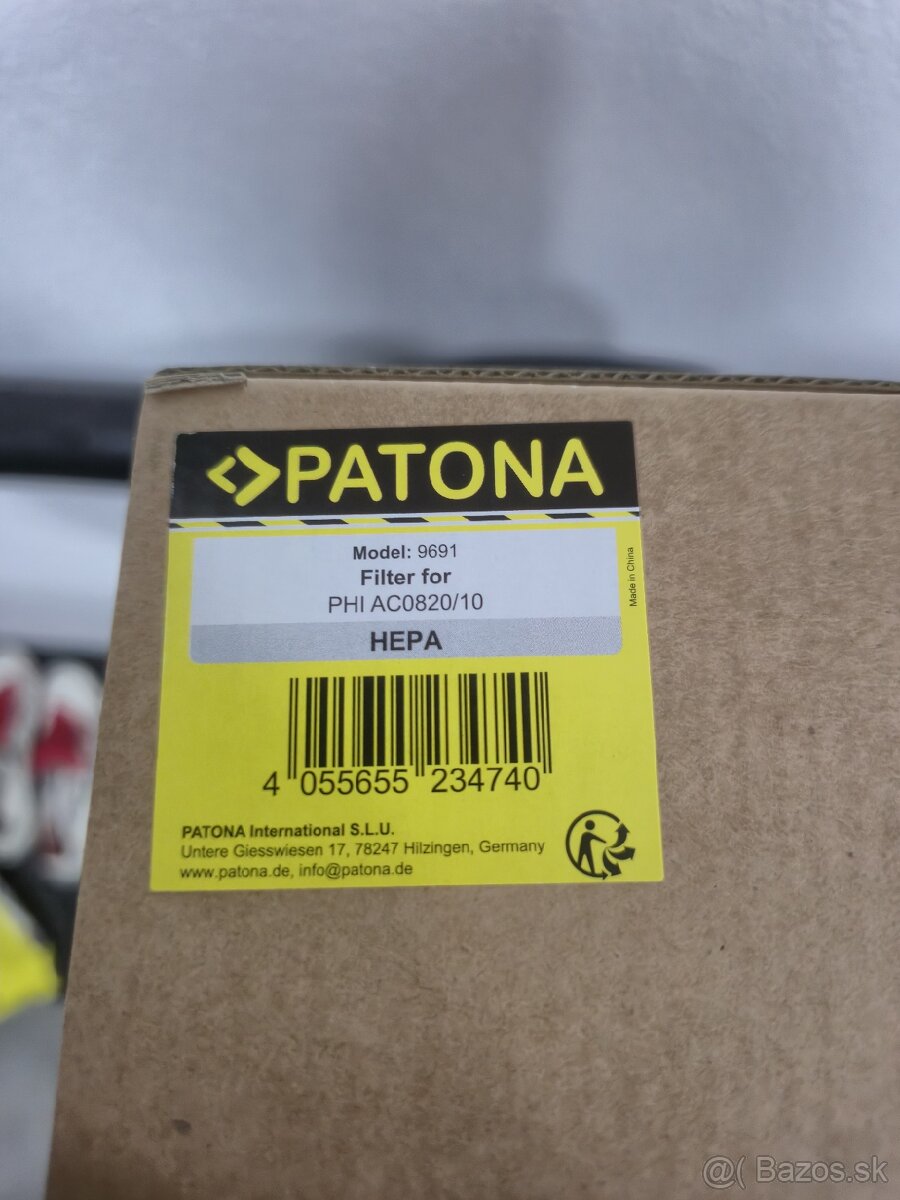 PATONA
Model: 9691
Filter for
PHI AC0820/10
HEPA
Made in China
4 055655 234740
PATONA International S.L.U.
Untere Giesswiesen 17, 78247 Hilzingen, Germany
www.patona.de, info@patona.de
@( Bazos.sk